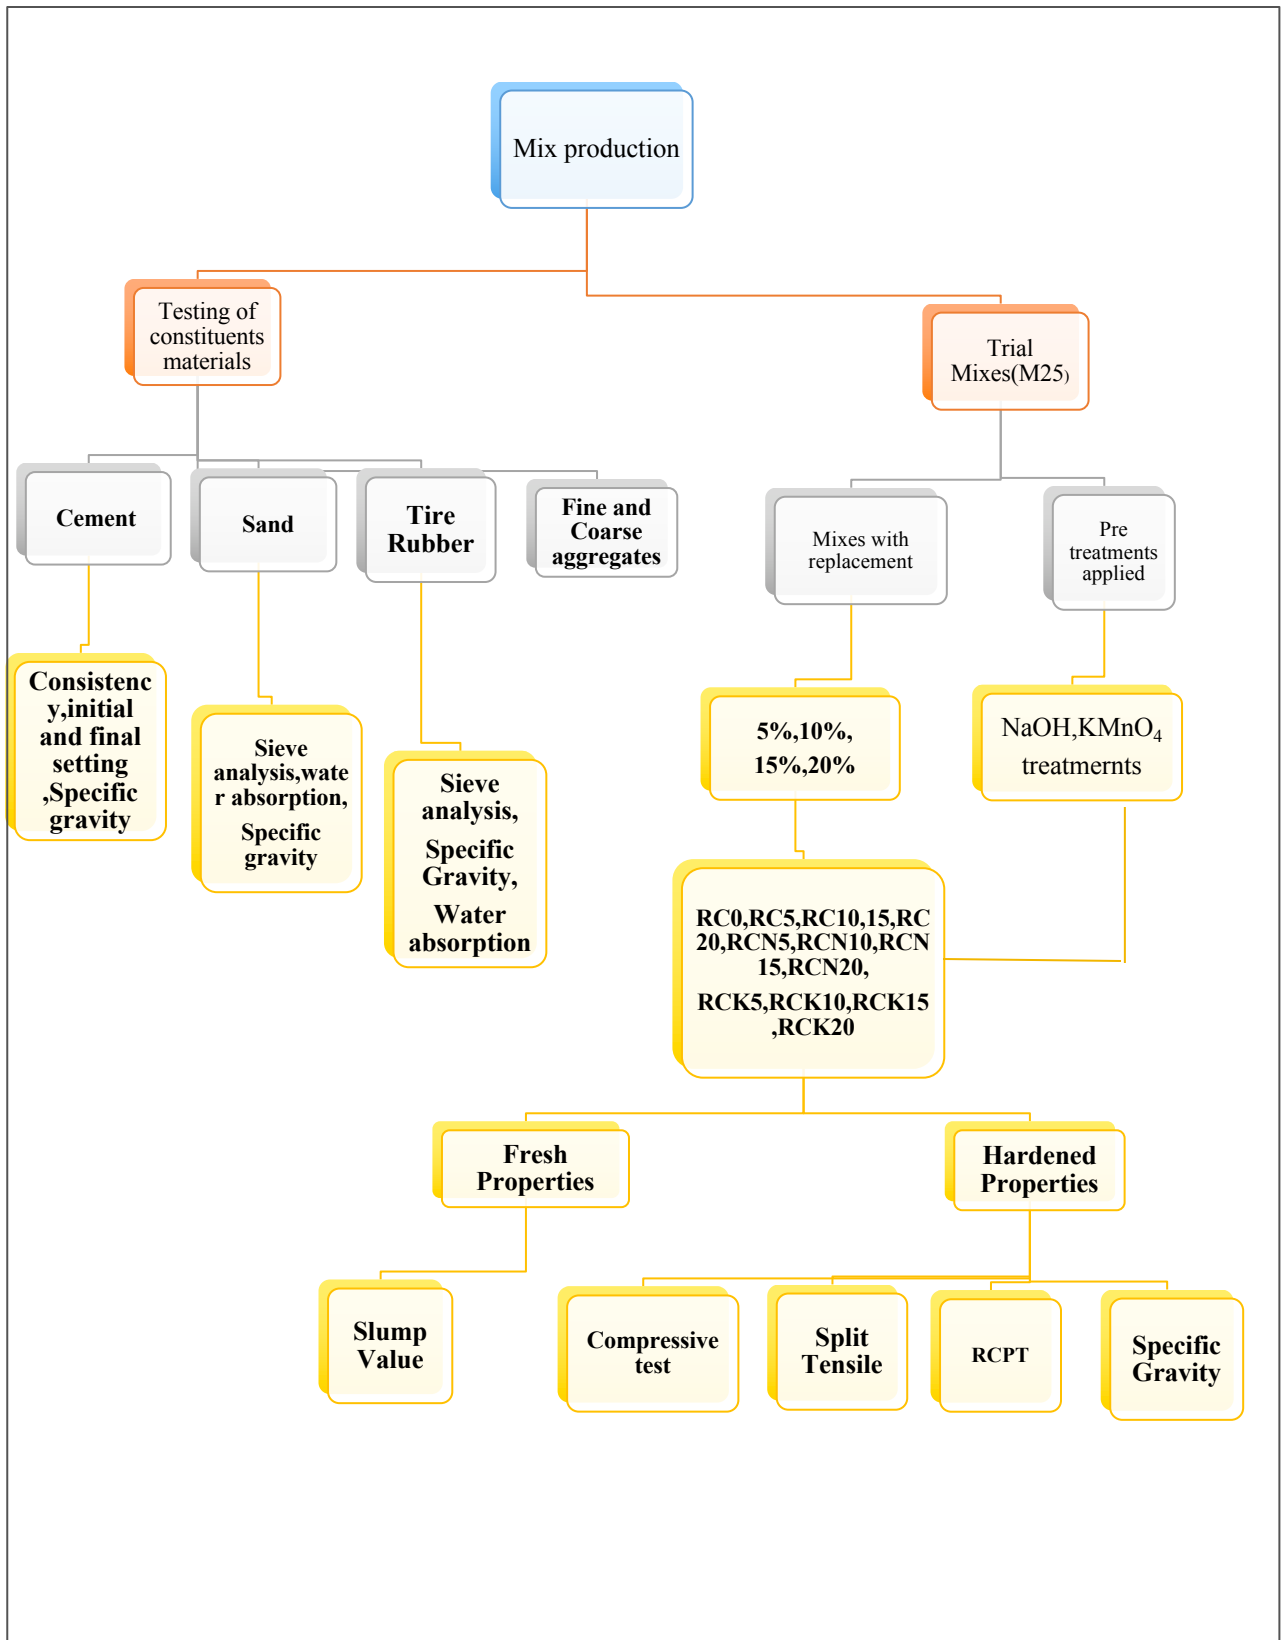 Mix production
Testing of
constituents
materials
Trial
Mixes(M25)
Cement
Sand
Tire
Rubber
Fine and
Coarse
aggregates
Mixes with
replacement
Pre
treatments
applied
Consistenc
y,initial
and final
setting
,Specific
gravity
Sieve
analysis,wate
r absorption,
Specific
gravity
Sieve
analysis,
Specific
Gravity,
Water
absorption
5%,10%,
15%,20%
NaOH,KMnO₄
treatmernts
RC0,RC5,RC10,15,RC
20,RCN5,RCN10,RCN
15,RCN20,
RCK5,RCK10,RCK15
,RCK20
Fresh
Properties
Hardened
Properties
Slump
Value
Compressive
test
Split
Tensile
RCPT
Specific
Gravity